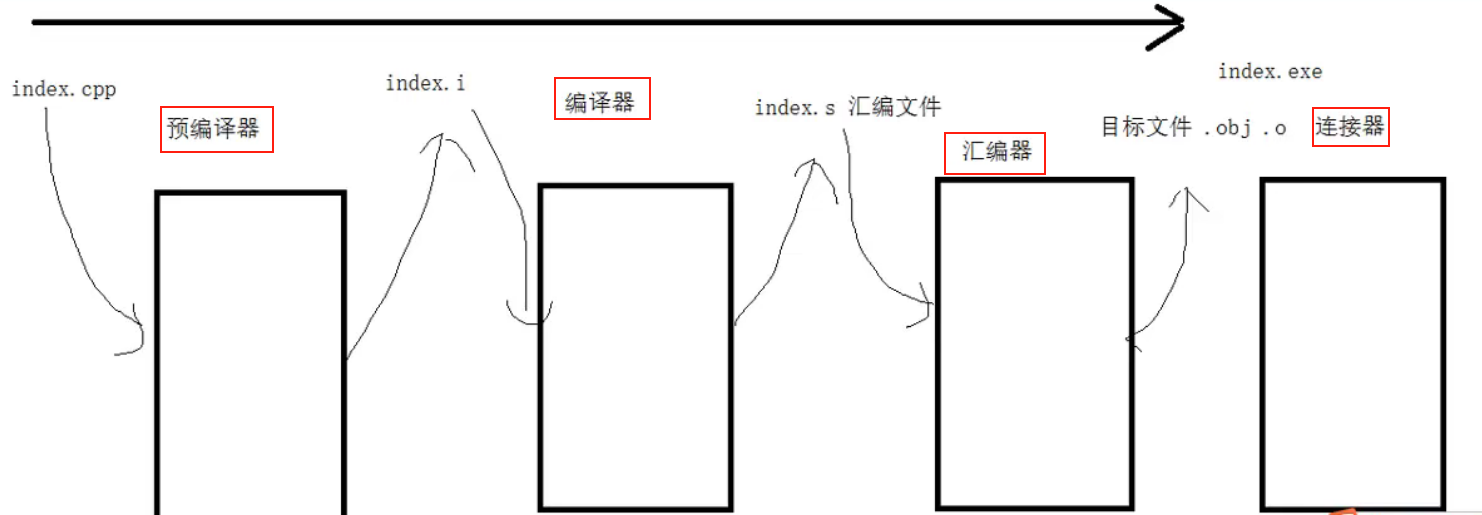 index.cpp
预编译器
index.i
编译器
index.s 汇编文件
汇编器
index.exe
目标文件 .obj .o
连接器